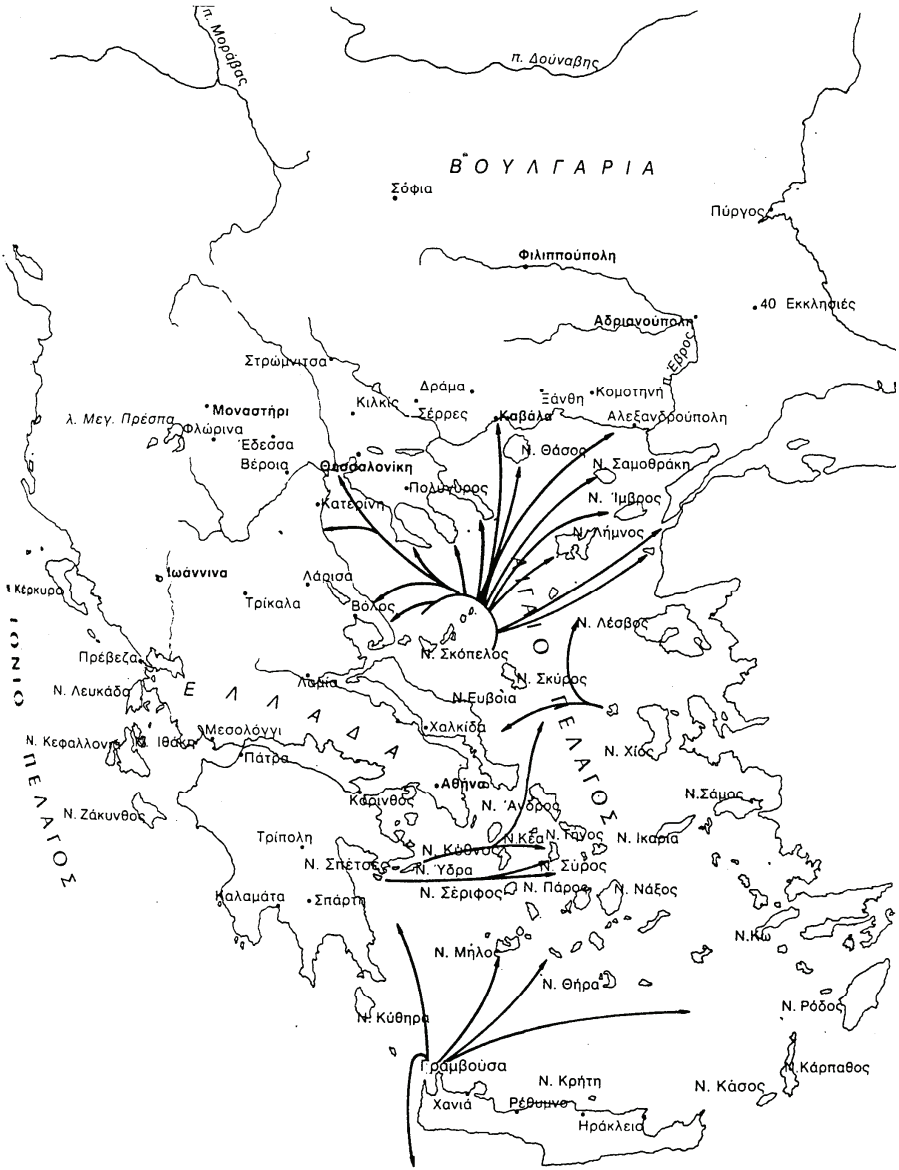 π. Μοράβας
π. Δούναβης
ΒΟΥΛΓΑΡΙΑ
Σόφια
Πύργος
Φιλιππούπολη
40 Εκκλησιές
Αδριανούπολη
π. Έβρος
Στρώμνιτσα
Δράμα
Ξάνθη
Κομοτηνή
Κιλκίς
Σέρρες
Καβάλα
Αλεξανδρούπολη
Μοναστήρι
λ. Μεγ. Πρέσπα
Φλώρινα
Έδεσσα
Βέροια
Θεσσαλονίκη
Ν. Θάσος
Ν. Σαμοθράκη
Πολύγυρος
Κατερίνη
Ν. Ίμβρος
Ν. Λήμνος
Ιωάννινα
Λάρισα
Κέρκυρα
Τρίκαλα
Βόλος
Ν. Λέσβος
ΙΟΝΙΟ ΠΕΛΑΓΟΣ
ΑΙΓΑΙΟ ΠΕΛΑΓΟΣ
Πρέβεζα
Ν. Σκόπελος
Λαμία
Ν. Σκύρος
Ν. Λευκάδα
ΕΛΛΑΔΑ
Ν. Ευβοία
Μεσολόγγι
Χαλκίδα
Ν. Κεφαλλονιά
Ν. Ιθάκη
Πάτρα
Ν. Χίος
Αθήνα
Κόρινθος
Ν. Άνδρος
Ν. Σάμος
Ν. Ζάκυνθος
Τρίπολη
Ν. Κέα
Ν. Τήνος
Ν. Ικαρία
Ν. Κύθνος
Ν. Σπέτσες
Ν. Ύδρα
Ν. Σύρος
Καλαμάτα
Σπάρτη
Ν. Σέριφος
Ν. Πάρος
Ν. Νάξος
Ν. Κω
Ν. Μήλος
Ν. Θήρα
Ν. Κύθηρα
Ν. Ρόδος
Γραμβούσα
Ν. Κρήτη
Ν. Κάσος
Ν. Κάρπαθος
Χανιά
Ρέθυμνο
Ηράκλειο